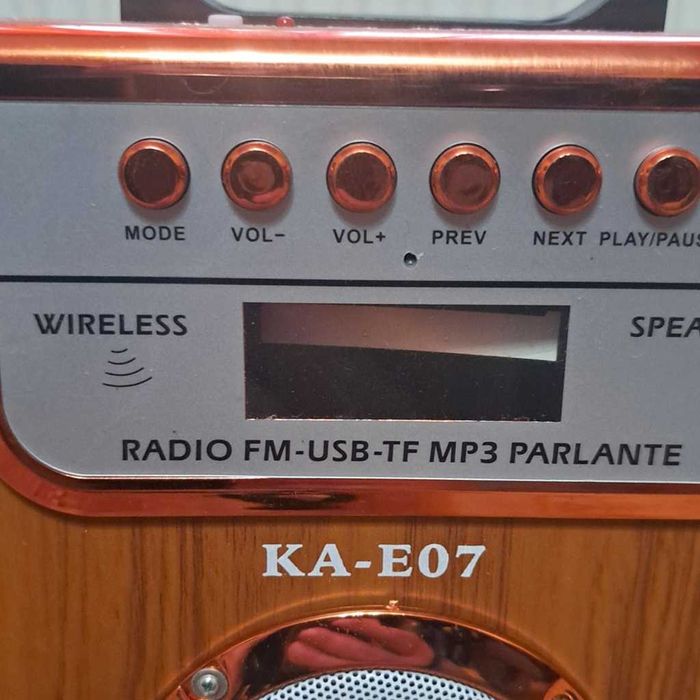 MODE VOL- VOL+ PREV NEXT PLAY/PAUS
WIRELESS SPEA
RADIO FM-USB-TF MP3 PARLANTE
KA-E07